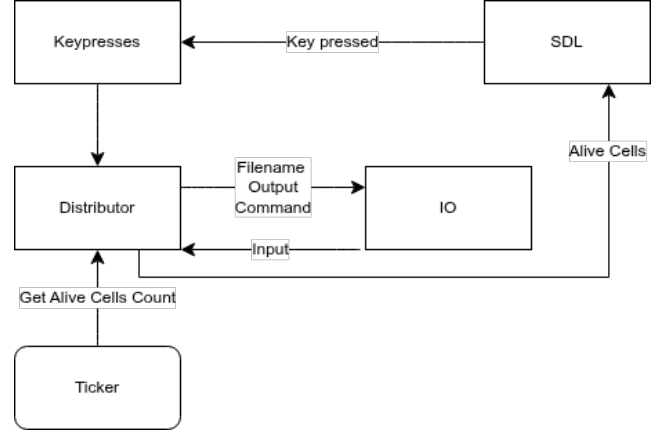 Keypresses
Key pressed
SDL
Alive Cells
Filename
Output
Command
Distributor
IO
Input
Get Alive Cells Count
Ticker